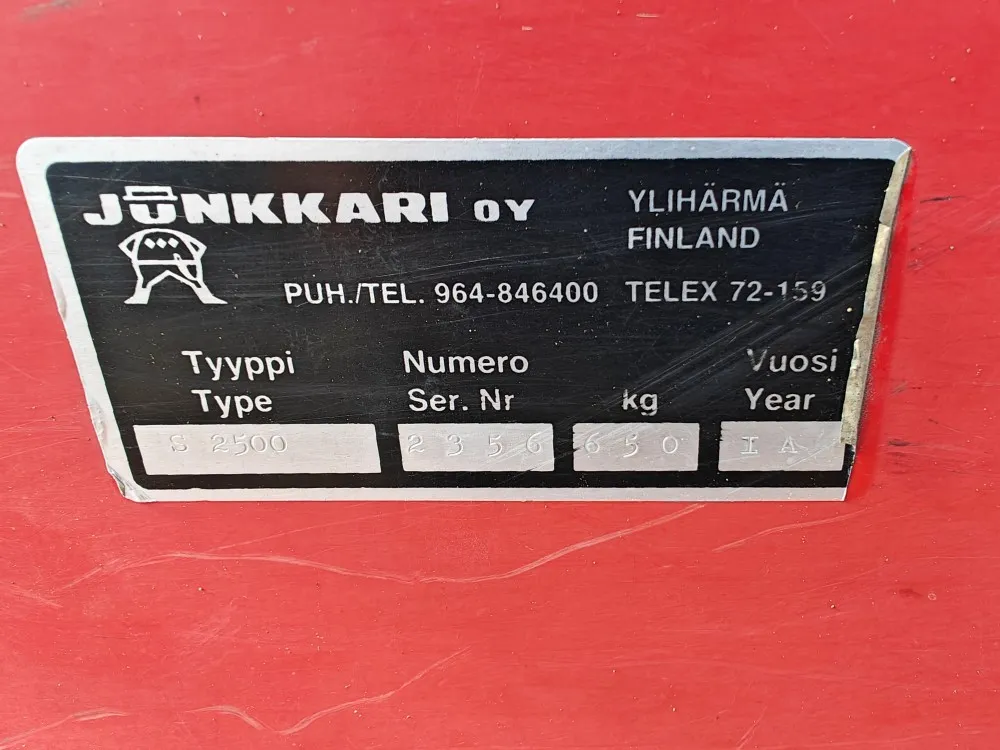 JUNKKARI OY
YLIHÄRMÄ
FINLAND
PUH./TEL. 964-846400 TELEX 72-159
Tyyppi Numero Vuosi
Type Ser. Nr kg Year
S 2500 2356 650 IA